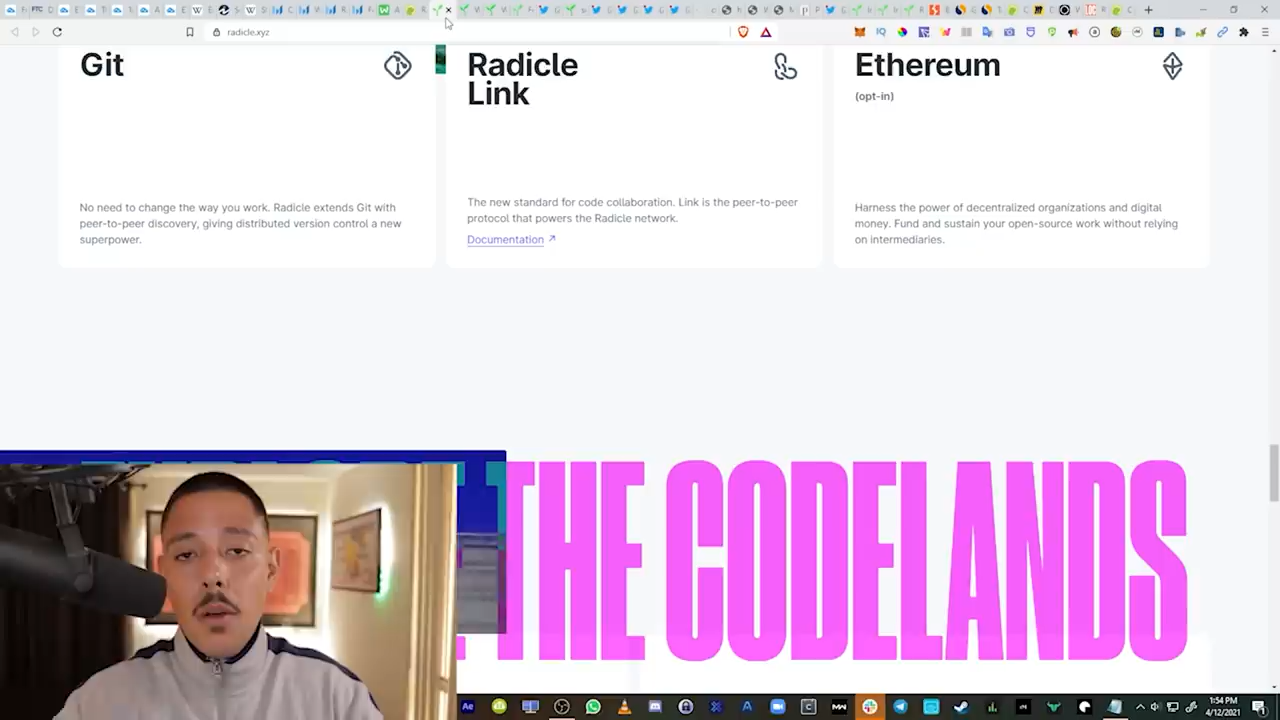 radicle.xyz
Git
Radicle
Link
Ethereum
(opt-in)
No need to change the way you work. Radicle extends Git with
peer-to-peer discovery, giving distributed version control a new
superpower.
The new standard for code collaboration. Link is the peer-to-peer
protocol that powers the Radicle network.
Documentation ↗
Harness the power of decentralized organizations and digital
money. Fund and sustain your open-source work without relying
on intermediaries.
THE CODELANDS
1:54 PM
4/12/2021